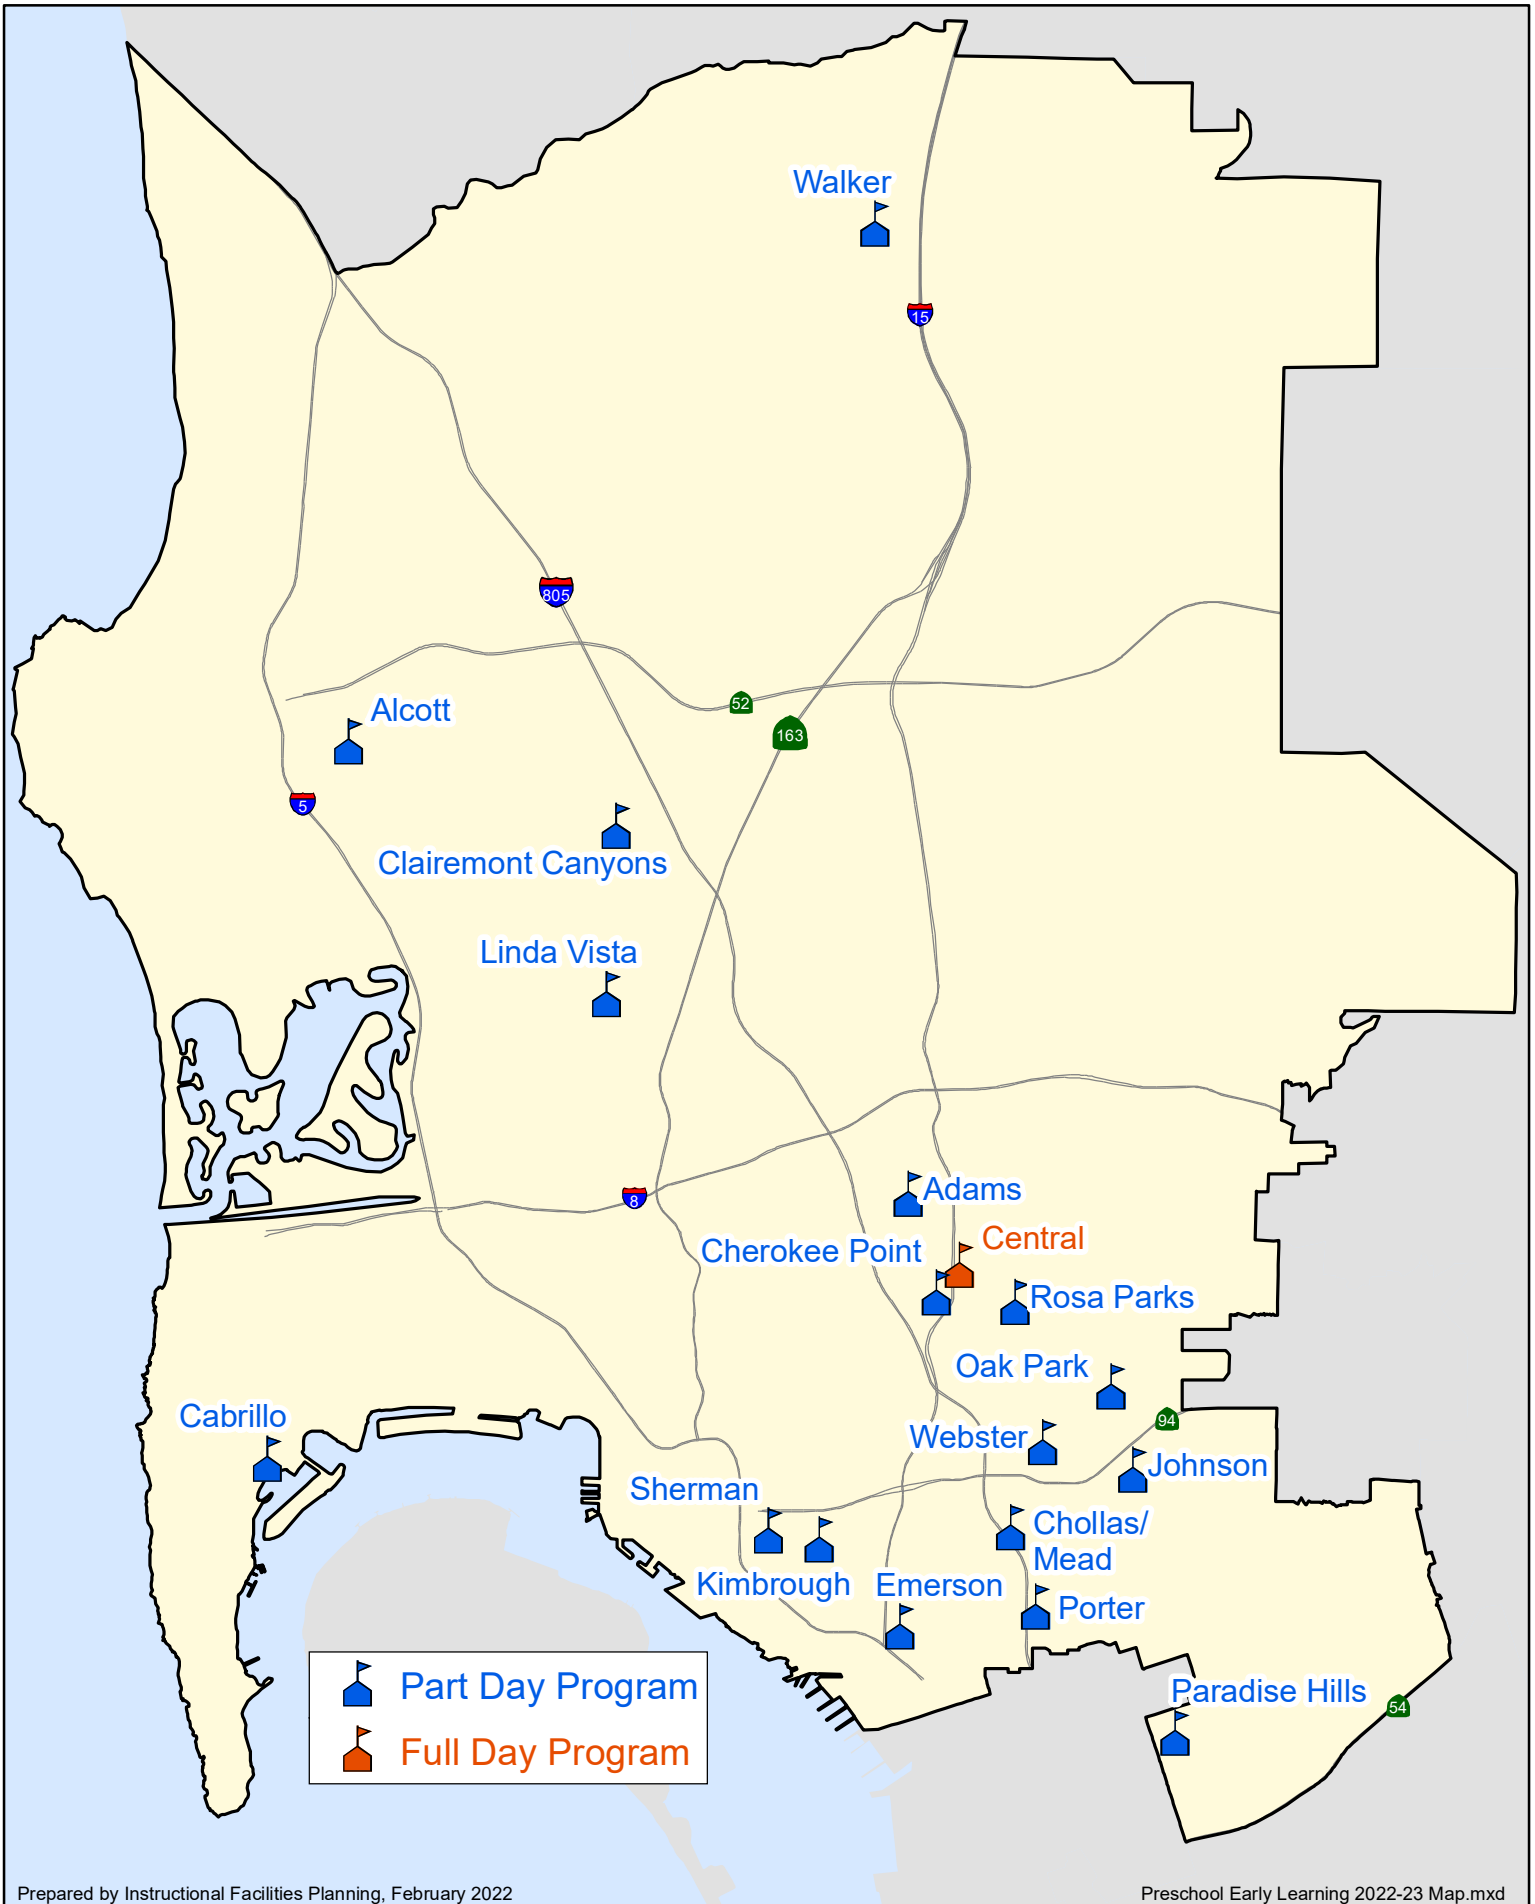 Walker
15
805
52
163
Alcott
5
Clairemont Canyons
Linda Vista
8
Adams
Central
Cherokee Point
Rosa Parks
Oak Park
Cabrillo
94
Webster
Johnson
Sherman
Chollas/
Mead
Kimbrough
Emerson
Porter
Part Day Program
Paradise Hills
54
Full Day Program
Prepared by Instructional Facilities Planning, February 2022
Preschool Early Learning 2022-23 Map.mxd